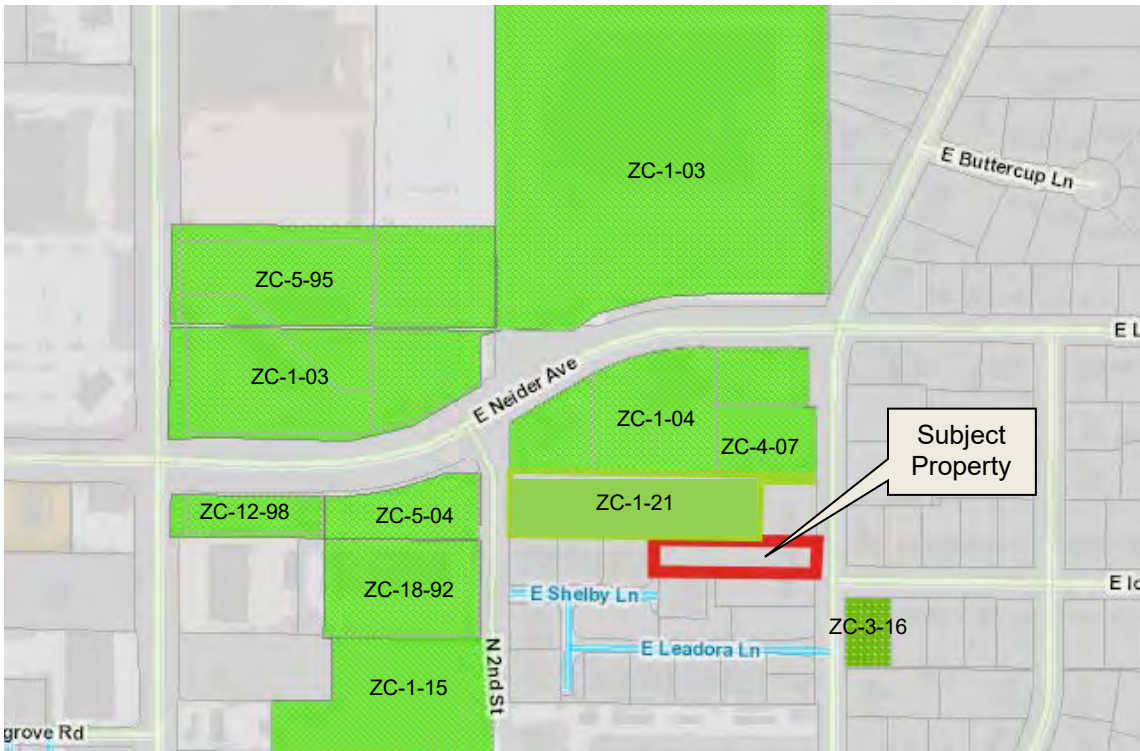 ZC-1-03
E Buttercup Ln
ZC-5-95
ZC-1-03
E L
E Neider Ave
ZC-1-04
ZC-4-07
Subject
Property
ZC-1-21
ZC-12-98
ZC-5-04
ZC-18-92
E Shelby Ln
E Ic
ZC-3-16
E Leadora Ln
N 2nd St
ZC-1-15
grove Rd